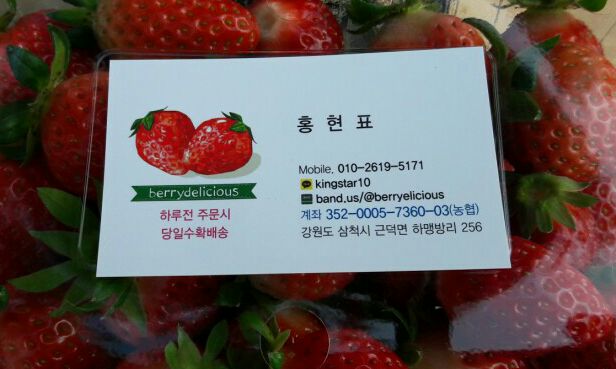 홍현표
berrydelicious
하루전 주문시
당일수확배송
Mobile. 010-2619-5171
kingstar10
band.us/@berryelicious
계좌 352-0005-7360-03(농협)
강원도 삼척시 근덕면 하맹방리 256